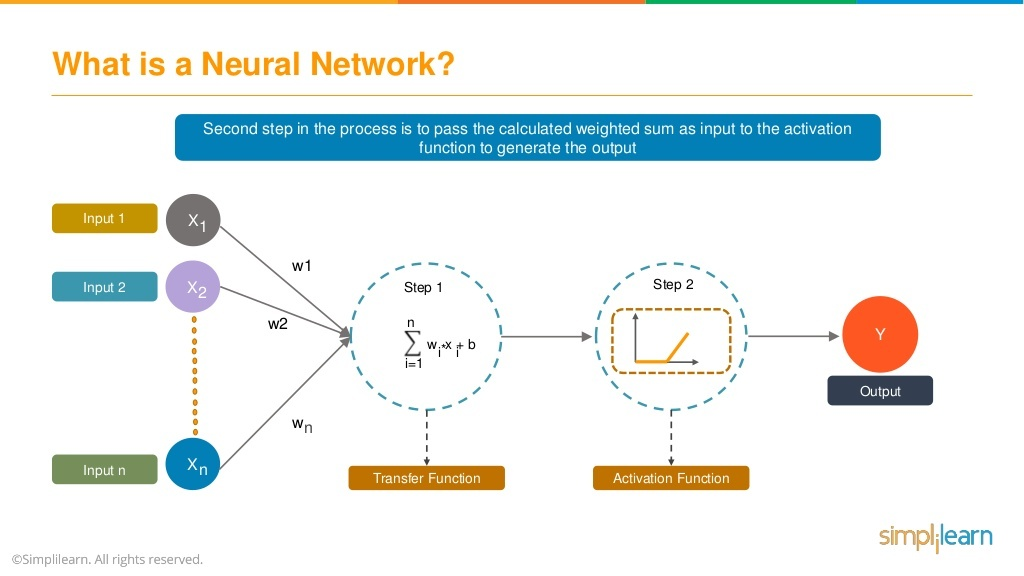 What is a Neural Network?
Second step in the process is to pass the calculated weighted sum as input to the activation
function to generate the output
Input 1
X1
w1
Input 2
X2
w2
Input n
Xn
wn
Step 1
n
∑ wi*xi + b
i=1
Transfer Function
Step 2
Activation Function
Y
Output
simplilearn
©Simplilearn. All rights reserved.